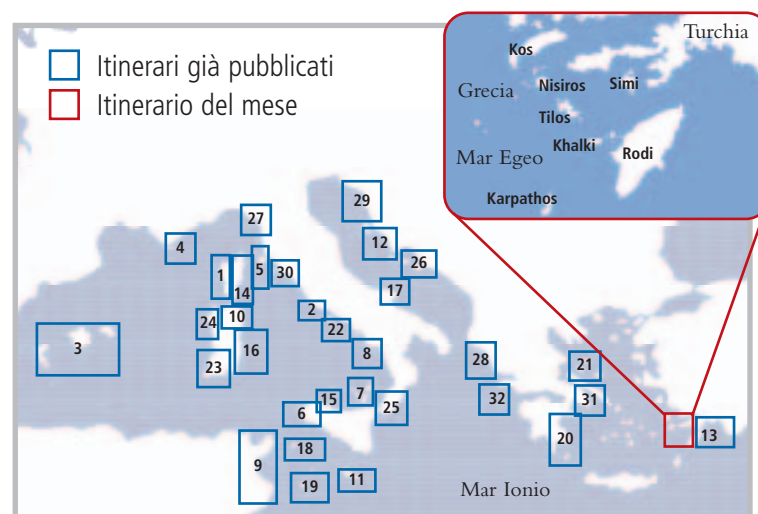 Itinerari già pubblicati
Itinerario del mese
Turchia
Kos
Grecia
Nisiros
Simi
Tilos
Khalki
Rodi
Mar Egeo
Karpathos
29
27
12
4
26
1
5
30
14
17
2
10
24
22
3
16
8
28
21
23
7
31
32
15
25
6
20
13
18
9
11
19
Mar Ionio